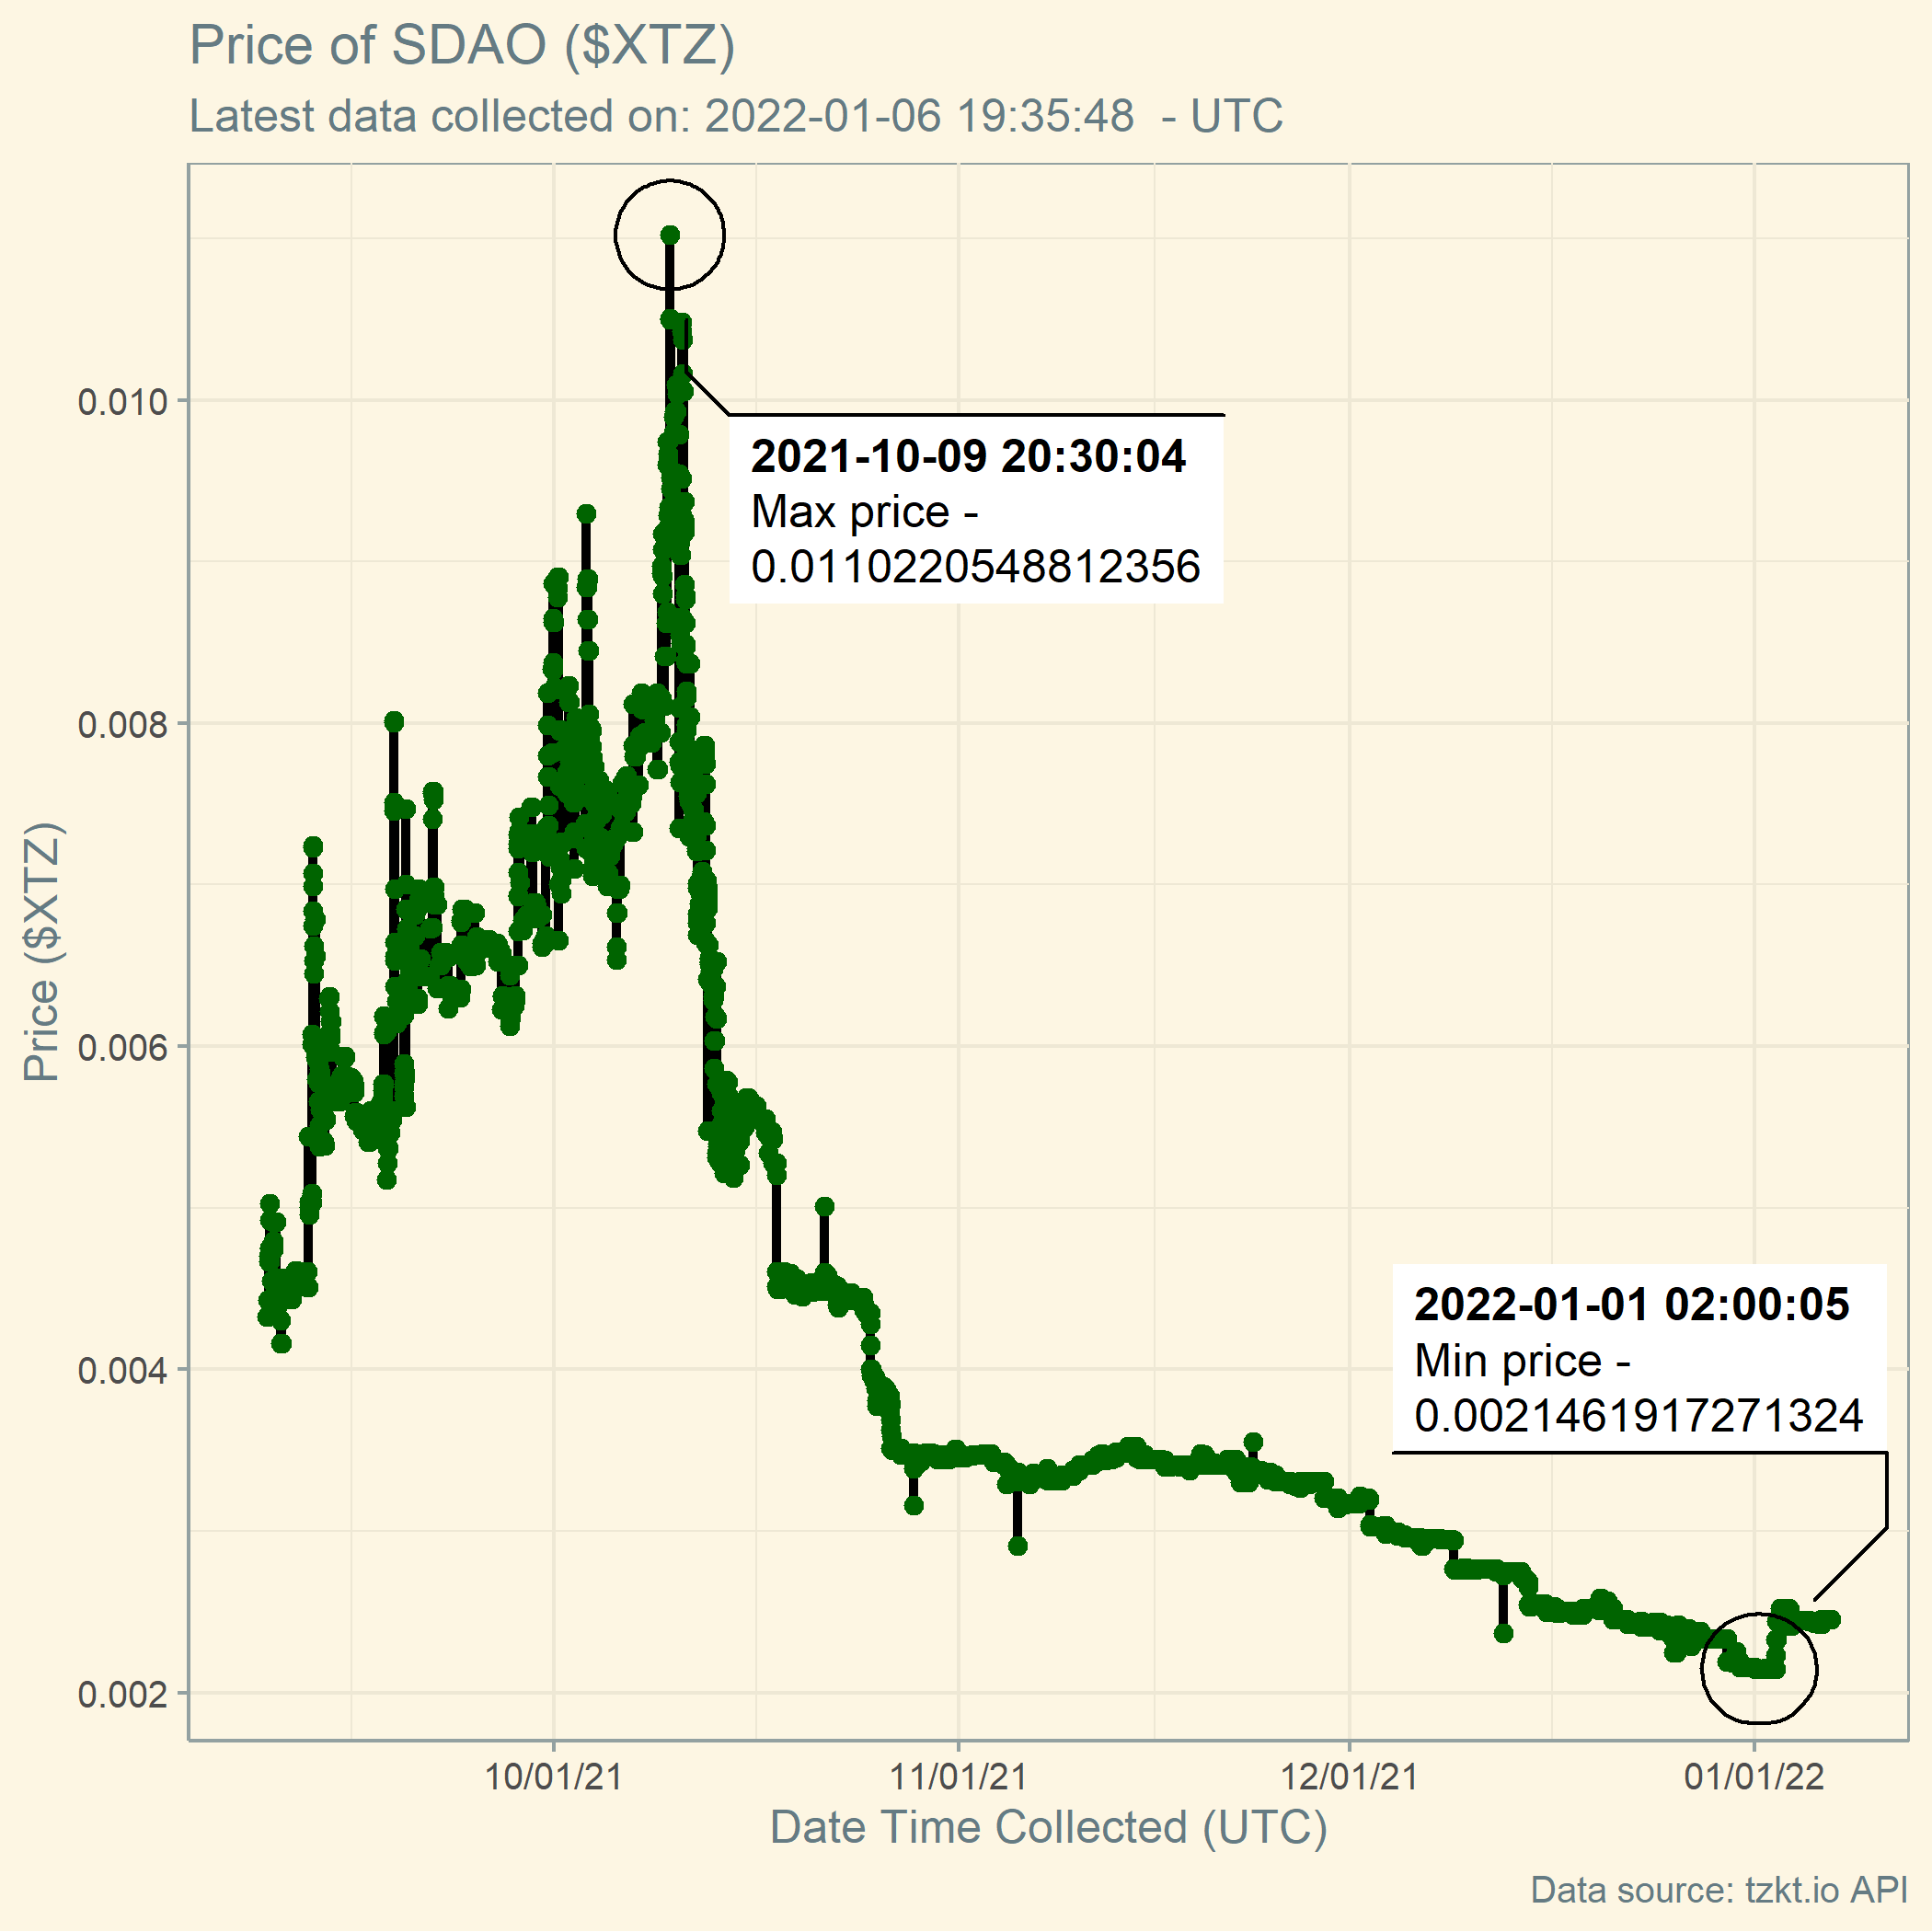 Price of SDAO ($XTZ)
Latest data collected on: 2022-01-06 19:35:48  - UTC
Price ($XTZ)
0.010
0.008
0.006
0.004
0.002
2021-10-09 20:30:04
Max price -
0.0110220548812356
2022-01-01 02:00:05
Min price -
0.0021461917271324
10/01/21
11/01/21
12/01/21
01/01/22
Date Time Collected (UTC)
Data source: tzkt.io API